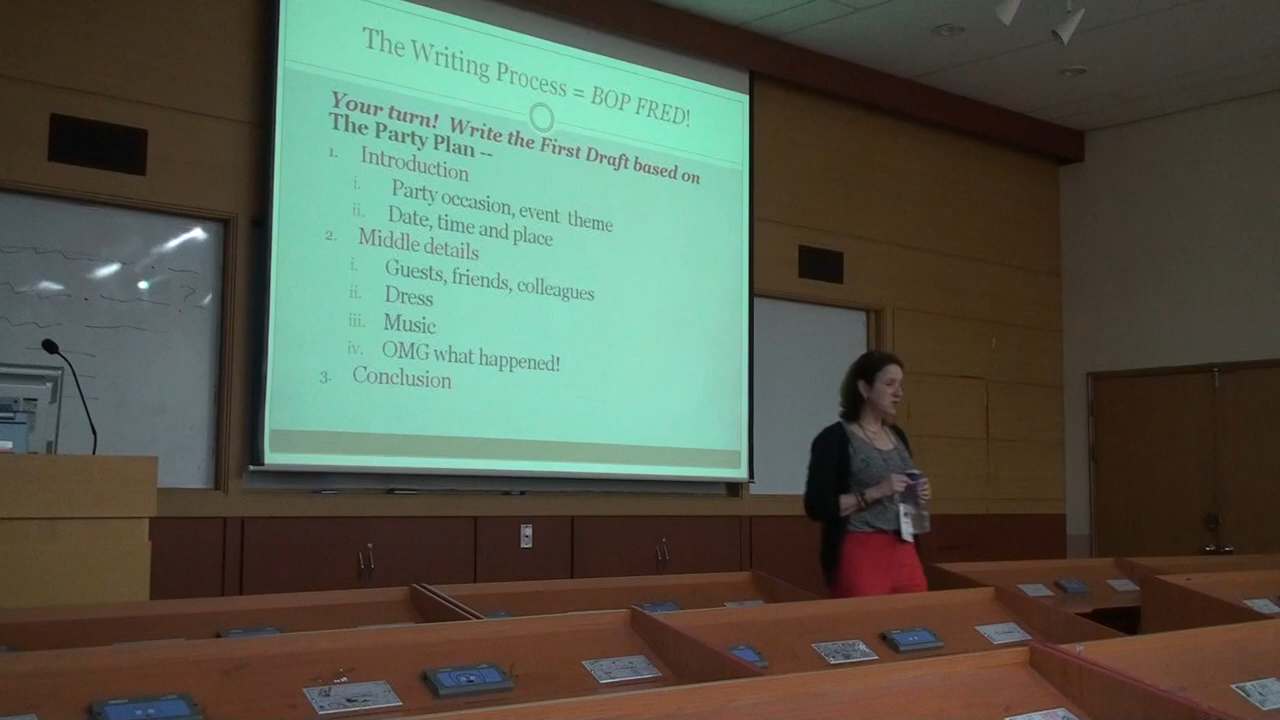 The Writing Process = BOP FRED!
Your turn! Write the First Draft based on
The Party Plan --
1. Introduction
i. Party occasion, event theme
ii. Date, time and place
2. Middle details
i. Guests, friends, colleagues
ii. Dress
iii. Music
iv. OMG what happened!
3. Conclusion